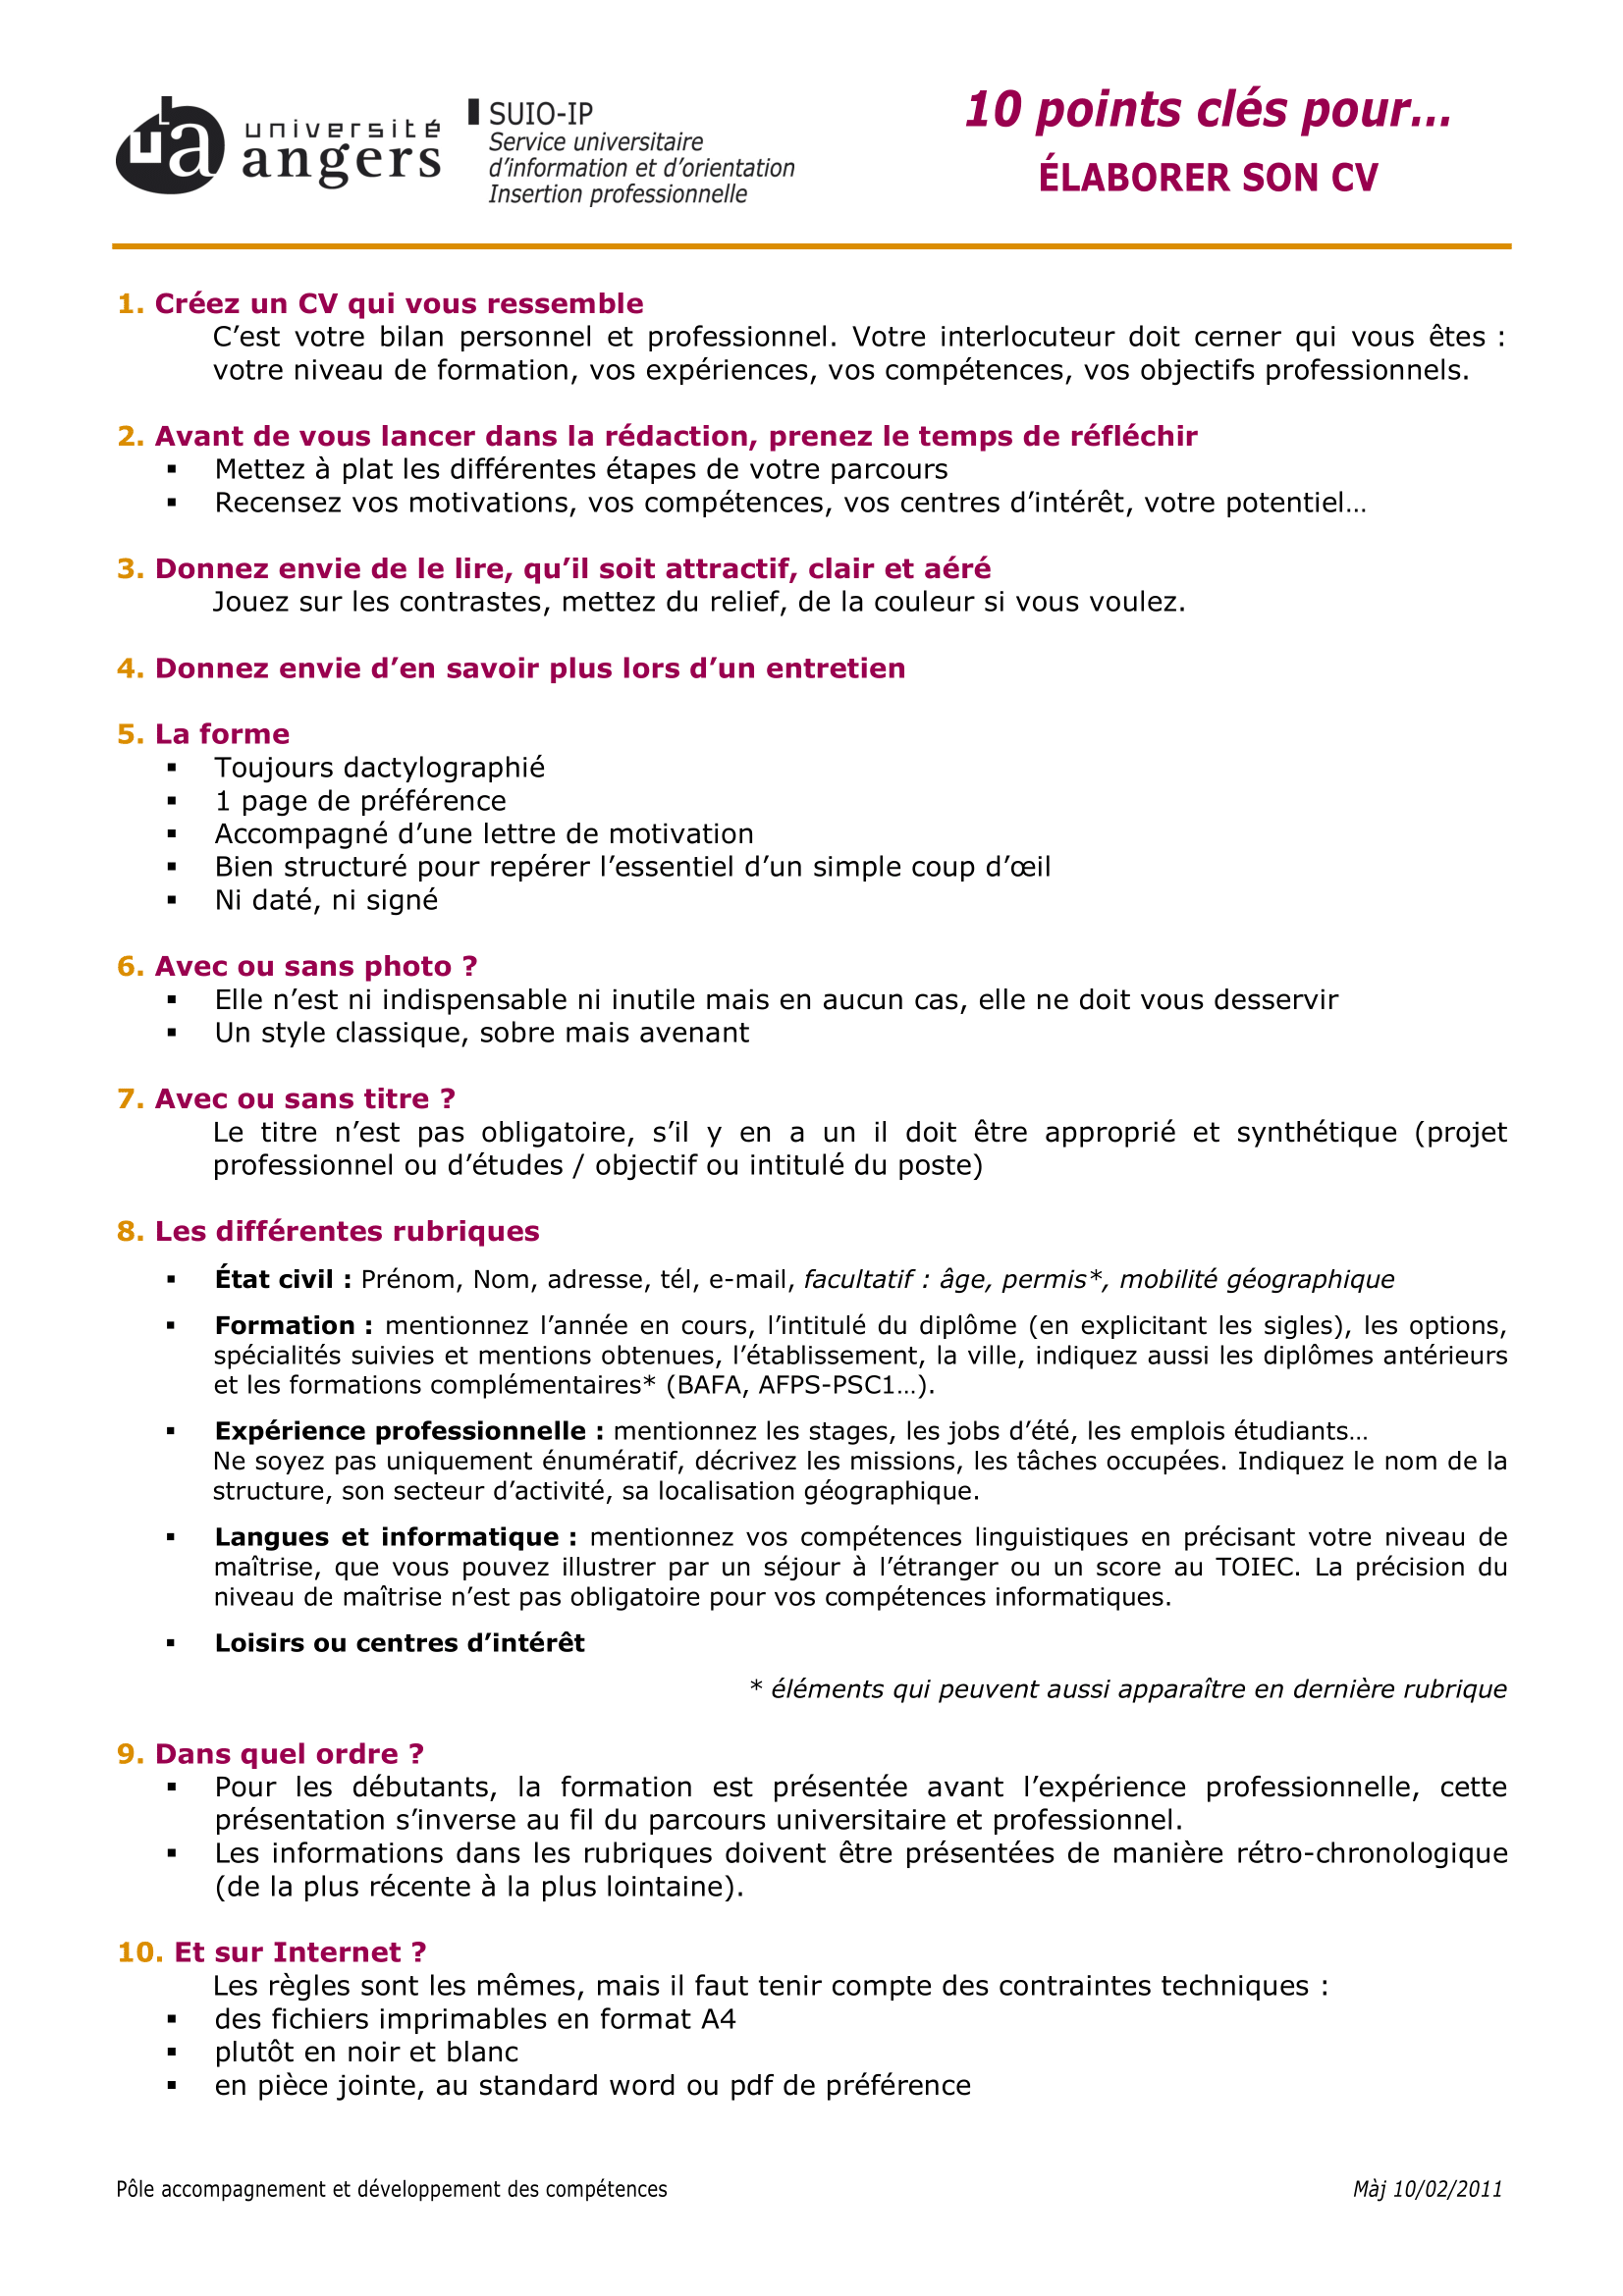 université
angers
SUIO-IP
Service universitaire
d’information et d’orientation
Insertion professionnelle
10 points clés pour…
ÉLABORER SON CV
1. Créez un CV qui vous ressemble
C’est votre bilan personnel et professionnel. Votre interlocuteur doit cerner qui vous êtes :
votre niveau de formation, vos expériences, vos compétences, vos objectifs professionnels.
2. Avant de vous lancer dans la rédaction, prenez le temps de réfléchir
▪ Mettez à plat les différentes étapes de votre parcours
▪ Recensez vos motivations, vos compétences, vos centres d’intérêt, votre potentiel…
3. Donnez envie de le lire, qu’il soit attractif, clair et aéré
Jouez sur les contrastes, mettez du relief, de la couleur si vous voulez.
4. Donnez envie d’en savoir plus lors d’un entretien
5. La forme
▪ Toujours dactylographié
▪ 1 page de préférence
▪ Accompagné d’une lettre de motivation
▪ Bien structuré pour repérer l’essentiel d’un simple coup d’œil
▪ Ni daté, ni signé
6. Avec ou sans photo ?
▪ Elle n’est ni indispensable ni inutile mais en aucun cas, elle ne doit vous desservir
▪ Un style classique, sobre mais avenant
7. Avec ou sans titre ?
Le titre n’est pas obligatoire, s’il y en a un il doit être approprié et synthétique (projet
professionnel ou d’études / objectif ou intitulé du poste)
8. Les différentes rubriques
▪ État civil : Prénom, Nom, adresse, tél, e-mail, facultatif : âge, permis*, mobilité géographique
▪ Formation : mentionnez l’année en cours, l’intitulé du diplôme (en explicitant les sigles), les options,
spécialités suivies et mentions obtenues, l’établissement, la ville, indiquez aussi les diplômes antérieurs
et les formations complémentaires* (BAFA, AFPS-PSC1…).
▪ Expérience professionnelle : mentionnez les stages, les jobs d’été, les emplois étudiants…
Ne soyez pas uniquement énumératif, décrivez les missions, les tâches occupées. Indiquez le nom de la
structure, son secteur d’activité, sa localisation géographique.
▪ Langues et informatique : mentionnez vos compétences linguistiques en précisant votre niveau de
maîtrise, que vous pouvez illustrer par un séjour à l’étranger ou un score au TOIEC. La précision du
niveau de maîtrise n’est pas obligatoire pour vos compétences informatiques.
▪ Loisirs ou centres d’intérêt
* éléments qui peuvent aussi apparaître en dernière rubrique
9. Dans quel ordre ?
▪ Pour les débutants, la formation est présentée avant l’expérience professionnelle, cette
présentation s’inverse au fil du parcours universitaire et professionnel.
▪ Les informations dans les rubriques doivent être présentées de manière rétro-chronologique
(de la plus récente à la plus lointaine).
10. Et sur Internet ?
Les règles sont les mêmes, mais il faut tenir compte des contraintes techniques :
▪ des fichiers imprimables en format A4
▪ plutôt en noir et blanc
▪ en pièce jointe, au standard word ou pdf de préférence
Pôle accompagnement et développement des compétences
Màj 10/02/2011